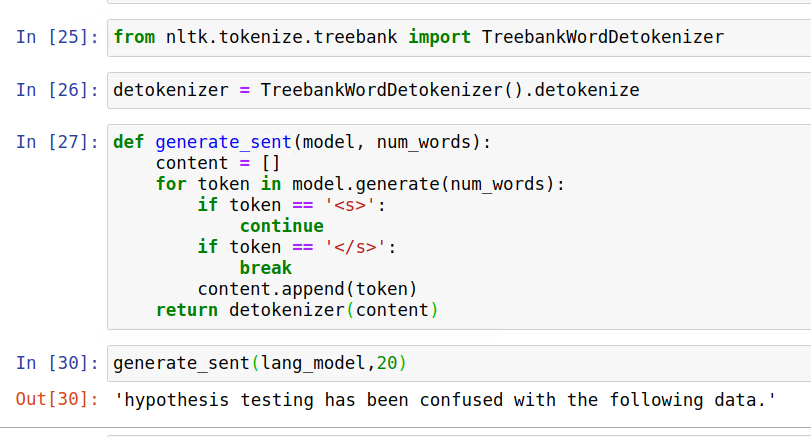 In [25]: from nltk.tokenize.treebank import TreebankWordDetokenizer
In [26]: detokenizer = TreebankWordDetokenizer().detokenize
In [27]: def generate_sent(model, num_words):
    content = []
    for token in model.generate(num_words):
        if token == '<s>':
            continue
        if token == '</s>':
            break
        content.append(token)
    return detokenizer(content)
In [30]: generate_sent(lang_model,20)
Out[30]: 'hypothesis testing has been confused with the following data.'